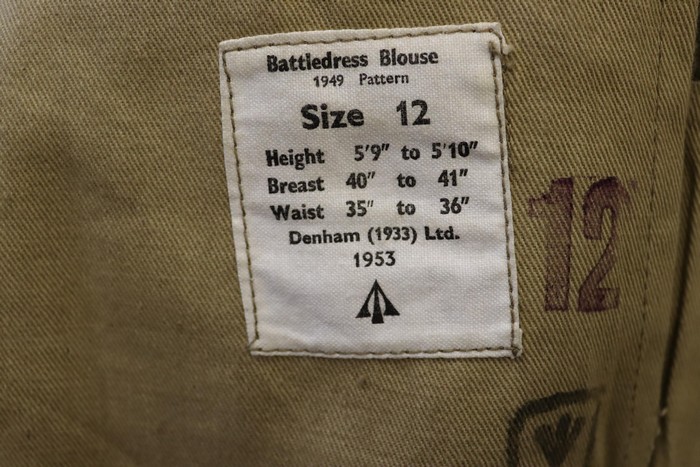 Battledress Blouse
1949 Pattern
Size 12
Height 5'9" to 5'10"
Breast 40" to 41"
Waist 35" to 36"
Denham (1933) Ltd.
1953
12